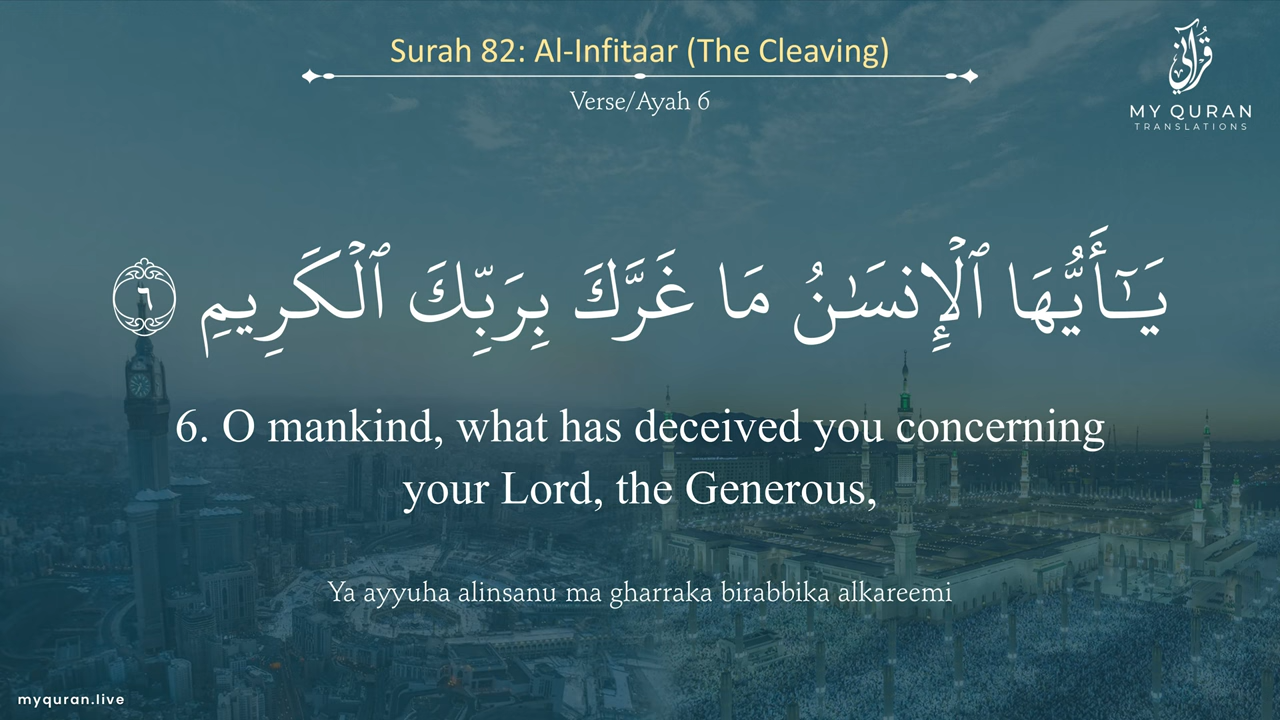 Surah 82: Al-Infitaar (The Cleaving)
Verse/Ayah 6
قرآني
MY QURAN
TRANSLATIONS
يَـٰٓأَيُّهَا ٱلْإِنسَـٰنُ مَا غَرَّكَ بِرَبِّكَ ٱلْكَرِيمِ ٦
6. O mankind, what has deceived you concerning
your Lord, the Generous,
Ya ayyuha alinsanu ma gharraka birabbika alkareemi
myquran.live